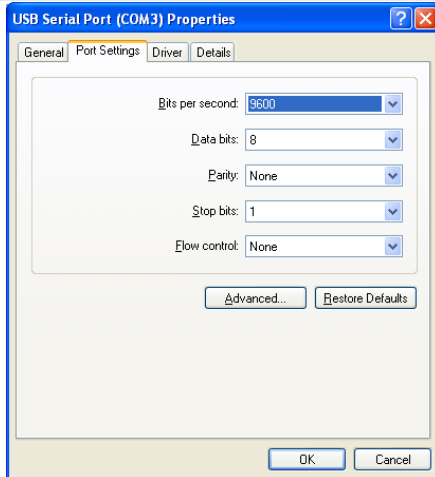 USB Serial Port (COM3) Properties
General Port Settings Driver Details
Bits per second: 9600
Data bits: 8
Parity: None
Stop bits: 1
Flow control: None
Advanced... Restore Defaults
OK Cancel